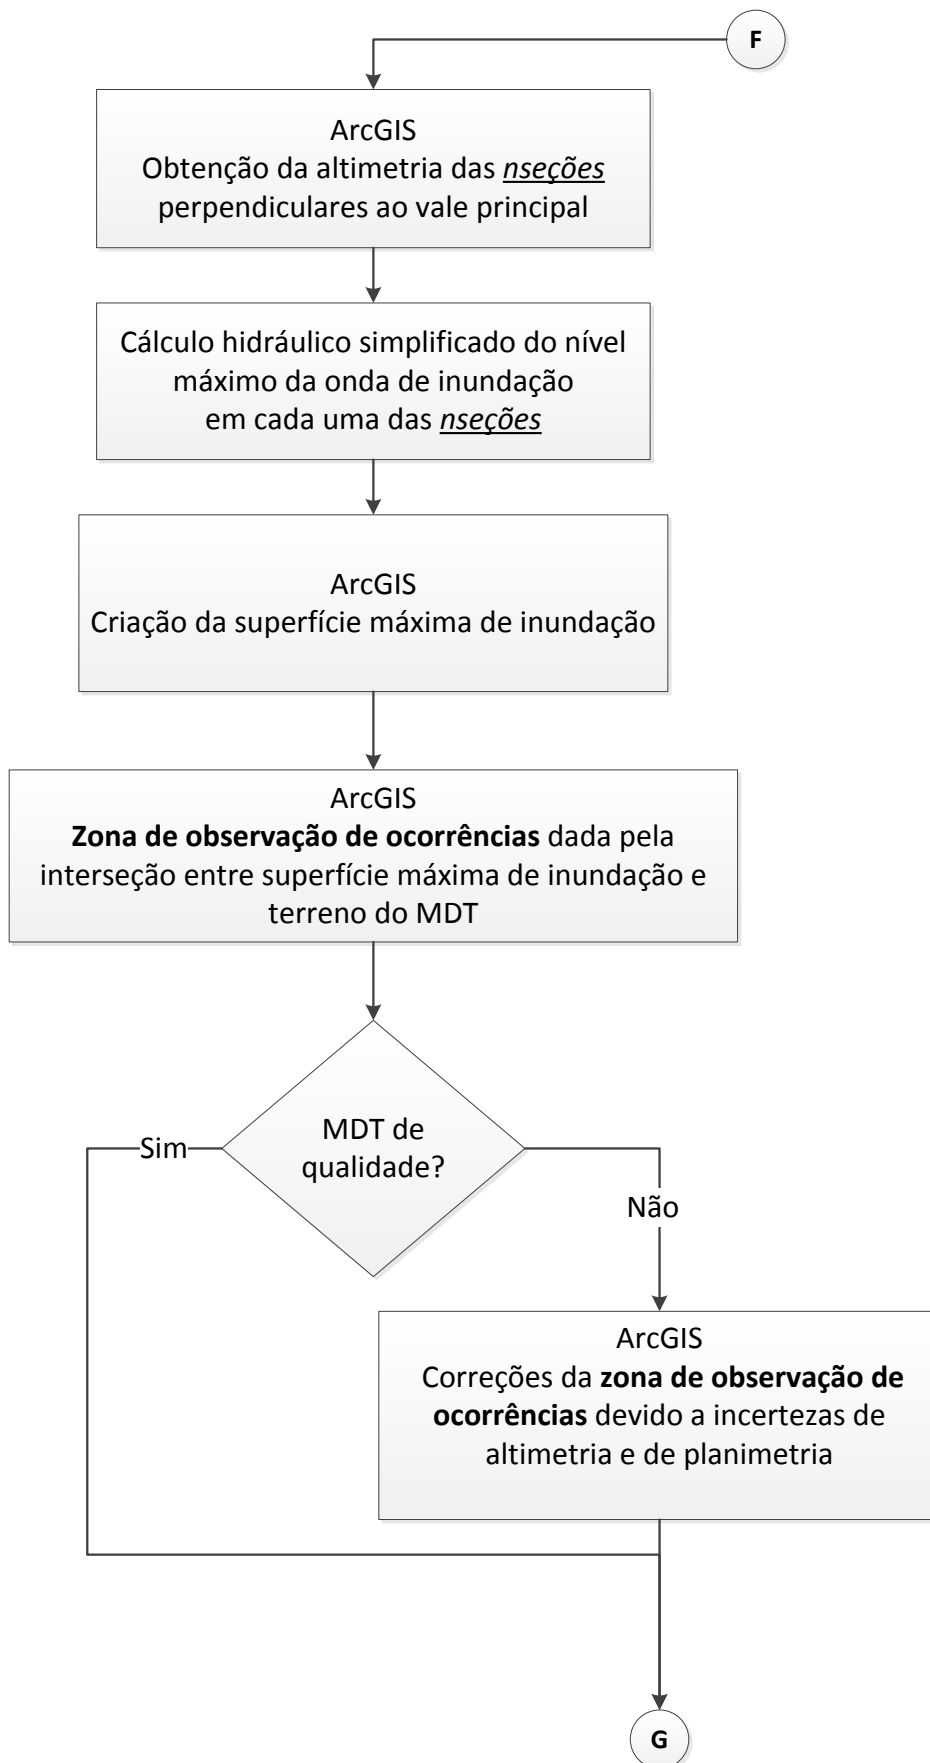 F
ArcGIS
Obtenção da altimetria das nseções
perpendiculares ao vale principal
Cálculo hidráulico simplificado do nível
máximo da onda de inundação
em cada uma das nseções
ArcGIS
Criação da superfície máxima de inundação
ArcGIS
Zona de observação de ocorrências dada pela
interseção entre superfície máxima de inundação e
terreno do MDT
MDT de
qualidade?
Sim
Não
ArcGIS
Correções da zona de observação de
ocorrências devido a incertezas de
altimetria e de planimetria
G